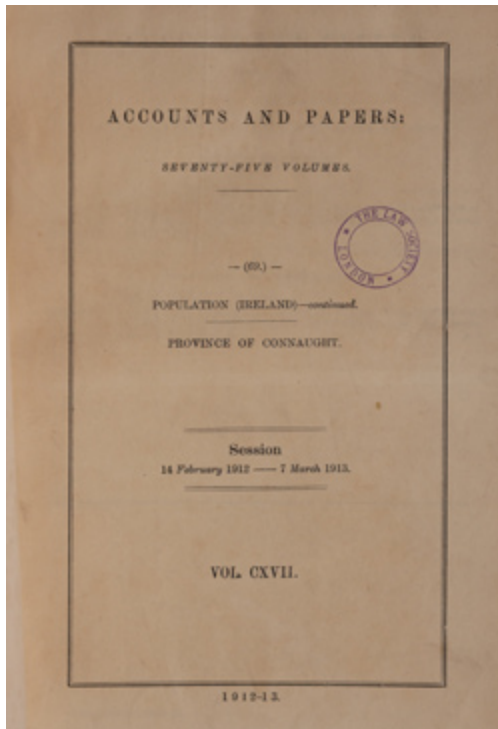 ACCOUNTS AND PAPERS:
SEVENTY-FIVE VOLUMES.
THE LAW SOCIETY
LONDON
— (69.) —
POPULATION (IRELAND)—continued.
PROVINCE OF CONNAUGHT.
Session
14 February 1912 —— 7 March 1913.
VOL. CXVII.
1912-13.